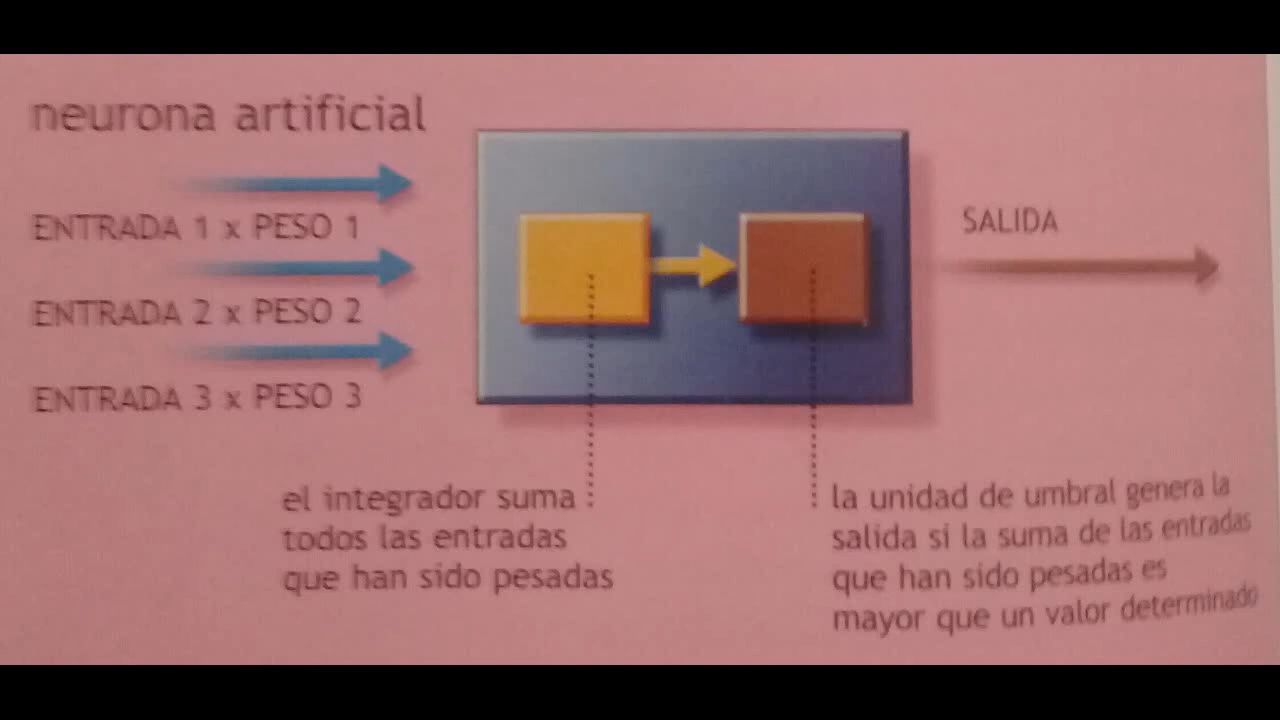 neurona artificial
ENTRADA 1 x PESO 1
ENTRADA 2 x PESO 2
ENTRADA 3 x PESO 3
SALIDA
el integrador suma
todos las entradas
que han sido pesadas
la unidad de umbral genera la
salida si la suma de las entradas
que han sido pesadas es
mayor que un valor determinado